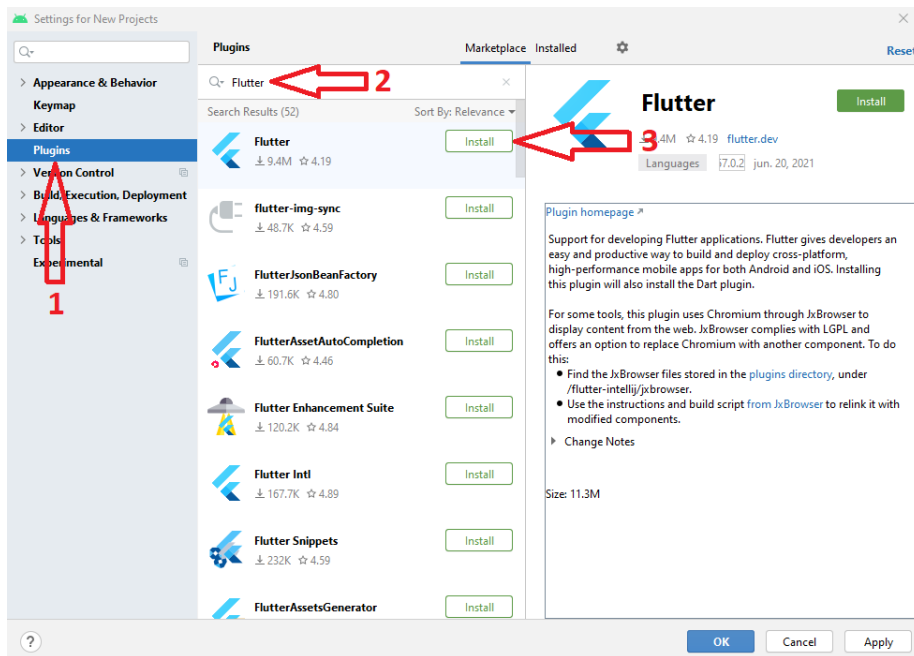 Settings for New Projects
Plugins
Marketplace Installed
Reset
Appearance & Behavior
Keymap
Editor
Plugins
Version Control
Build, Execution, Deployment
Languages & Frameworks
Tools
Experimental
1
Flutter
2
Search Results (52) Sort By: Relevance
Flutter
9.4M 4.19
Install
3
flutter-img-sync
48.7K 4.59
Install
FlutterJsonBeanFactory
191.6K 4.80
Install
FlutterAssetAutoCompletion
60.7K 4.46
Install
Flutter Enhancement Suite
120.2K 4.84
Install
Flutter Intl
167.7K 4.89
Install
Flutter Snippets
232K 4.59
Install
FlutterAssetsGenerator
Install
Flutter
Install
.4M 4.19 flutter.dev
Languages 57.0.2 jun. 20, 2021
Plugin homepage
Support for developing Flutter applications. Flutter gives developers an
easy and productive way to build and deploy cross-platform,
high-performance mobile apps for both Android and iOS. Installing
this plugin will also install the Dart plugin.
For some tools, this plugin uses Chromium through JxBrowser to
display content from the web. JxBrowser complies with LGPL and
offers an option to replace Chromium with another component. To do
this:
Find the JxBrowser files stored in the plugins directory, under
/flutter-intellij/jxbrowser.
Use the instructions and build script from JxBrowser to relink it with
modified components.
Change Notes
Size: 11.3M
?
OK Cancel Apply